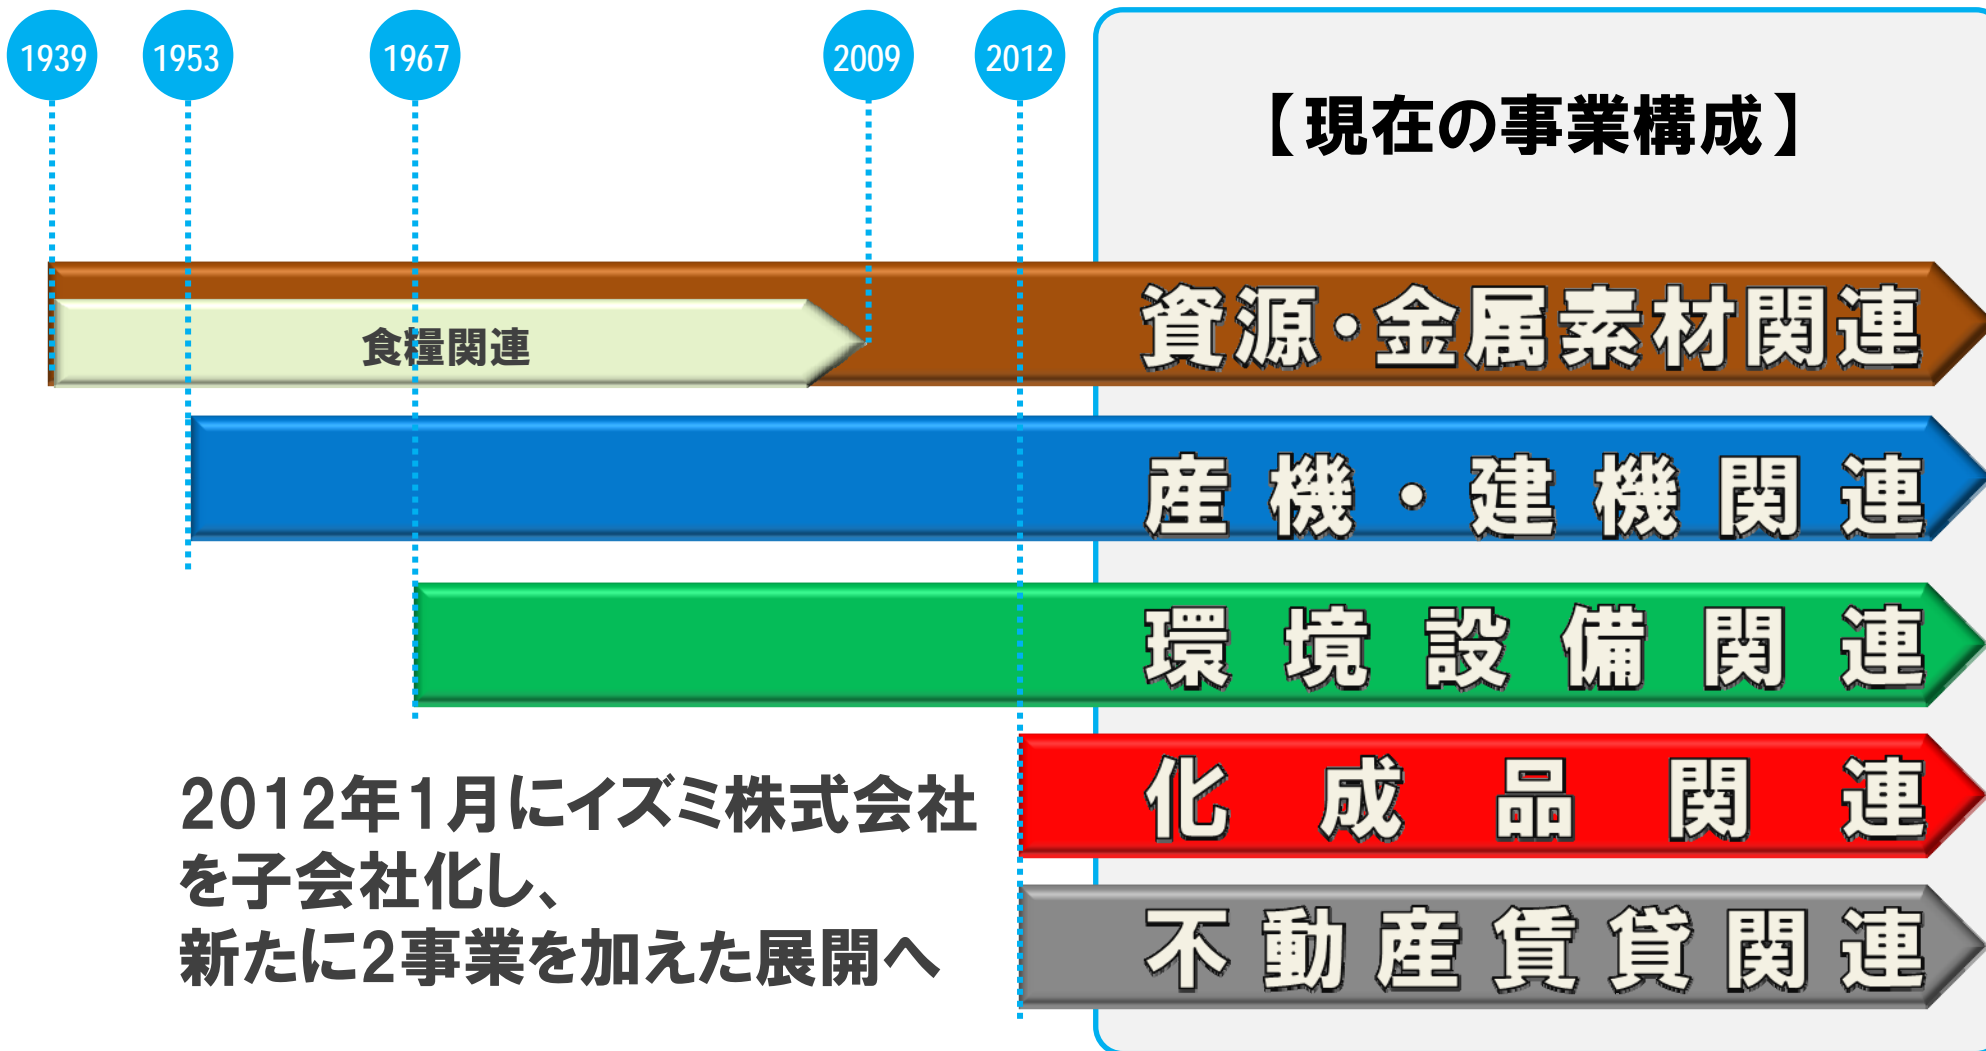 1939
1953
1967
2009
2012
【現在の事業構成】
資源・金属素材関連
食糧関連
産機・建機関連
環境設備関連
化成品関連
不動産賃貸関連
2012年1月にイズミ株式会社
を子会社化し、
新たに2事業を加えた展開へ